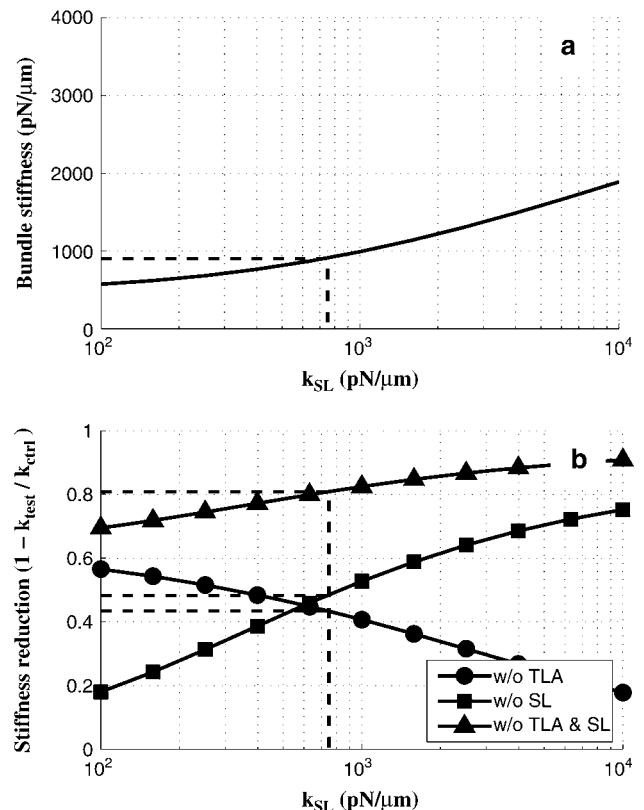 a
4000
3000
2000
1000
0
Bundle stiffness (pN/μm)
10²
10³
10⁴
k_SL (pN/μm)
b
1
0.8
0.6
0.4
0.2
0
Stiffness reduction (1 − k_test / k_ctrl)
w/o TLA
w/o SL
w/o TLA & SL
10²
10³
10⁴
k_SL (pN/μm)